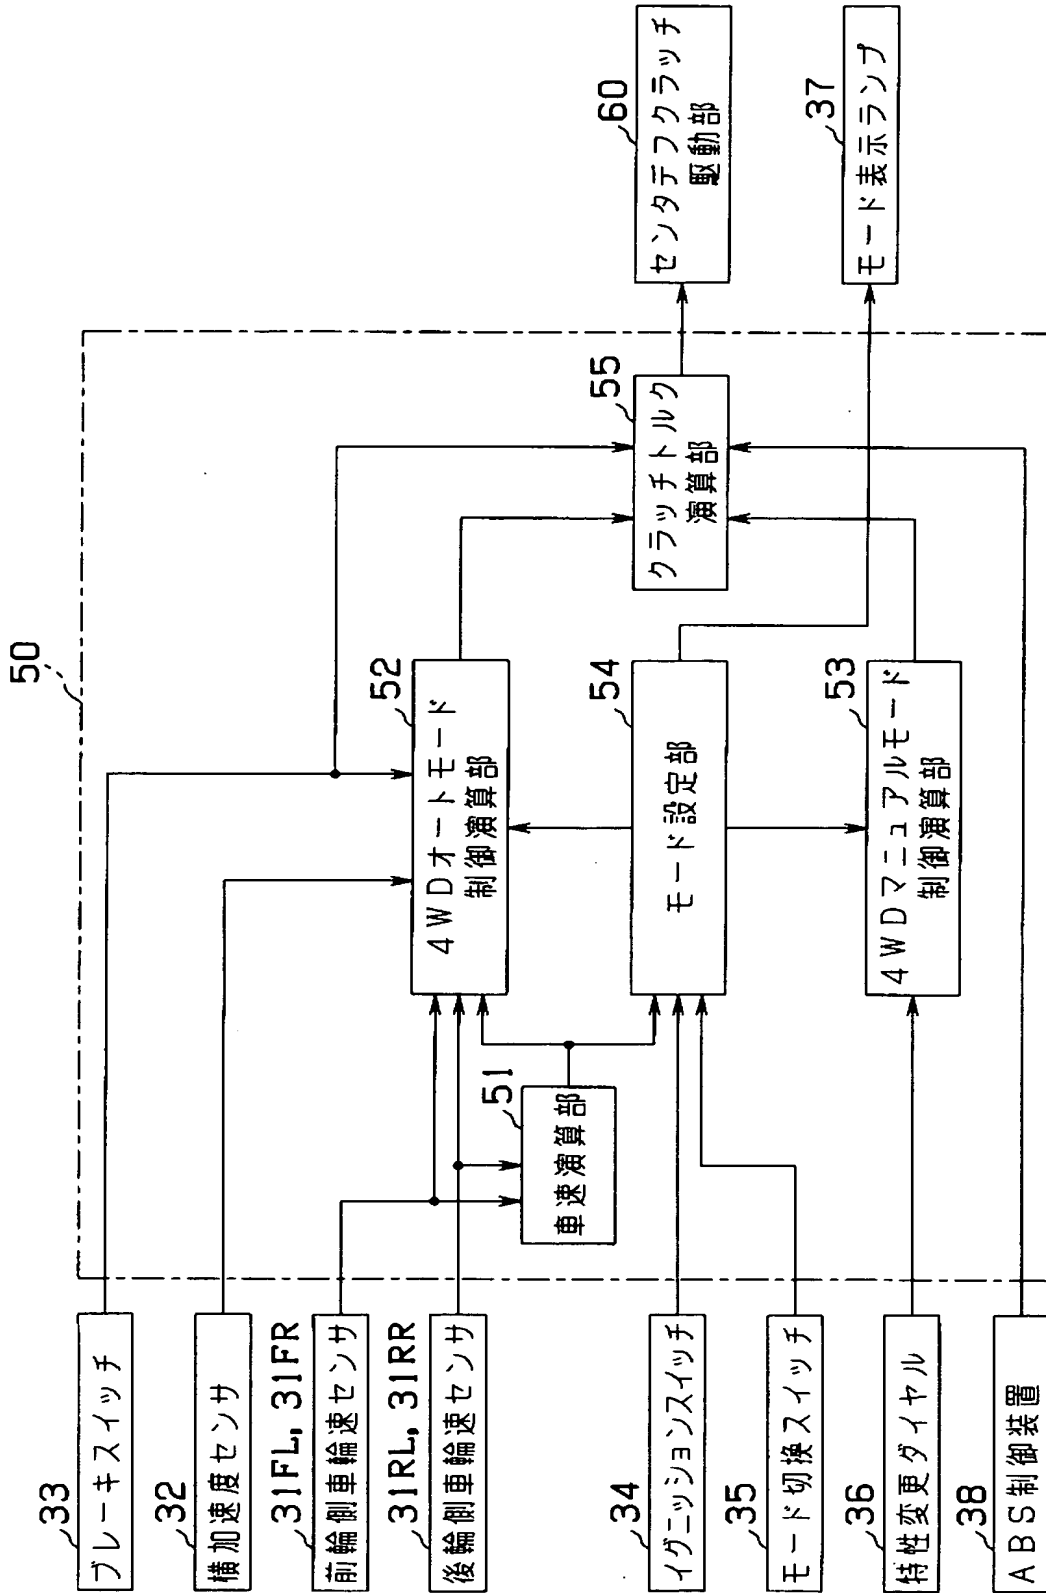 50
33
ブレーキスイッチ
32
横加速度センサ
31FL, 31FR
前輪側車輪速センサ
31RL, 31RR
後輪側車輪速センサ
34
イグニッションスイッチ
35
モード切換スイッチ
36
特性変更ダイヤル
38
ABS制御装置
51
車速演算部
52
4WDオートモード
制御演算部
54
モード設定部
53
4WDマニュアルモード
制御演算部
55
クラッチトルク
演算部
60
センタデフクラッチ
駆動部
37
モード表示ランプ